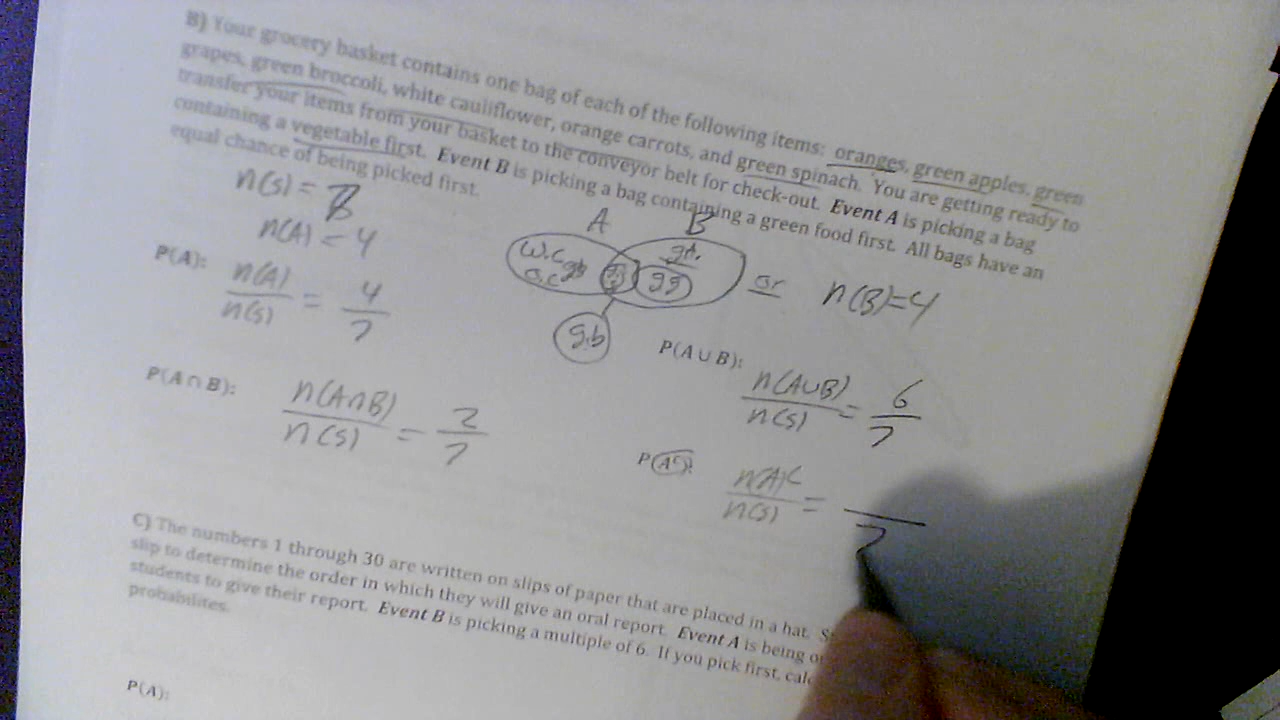 B) Your grocery basket contains one bag of each of the following items: oranges, green apples, green
grapes, green broccoli, white cauliflower, orange carrots, and green spinach. You are getting ready to
transfer your items from your basket to the conveyor belt for check-out. Event A is picking a bag
containing a vegetable first. Event B is picking a bag containing a green food first. All bags have an
equal chance of being picked first.
n(S) = 7
n(A) = 4
A B
w.c
o.c
g.b
or n(B)=4
P(A): n(A)/n(S) = 4/7
P(A ∪ B): n(A∪B)/n(S) = 6/7
P(A ∩ B): n(A∩B)/n(S) = 2/7
P(Aᶜ): n(A)ᶜ/n(S) = /7
C) The numbers 1 through 30 are written on slips of paper that are placed in a hat.
slip to determine the order in which they will give an oral report. Event A is being
students to give their report. Event B is picking a multiple of 6. If you pick first,
probabilites.
P(A):